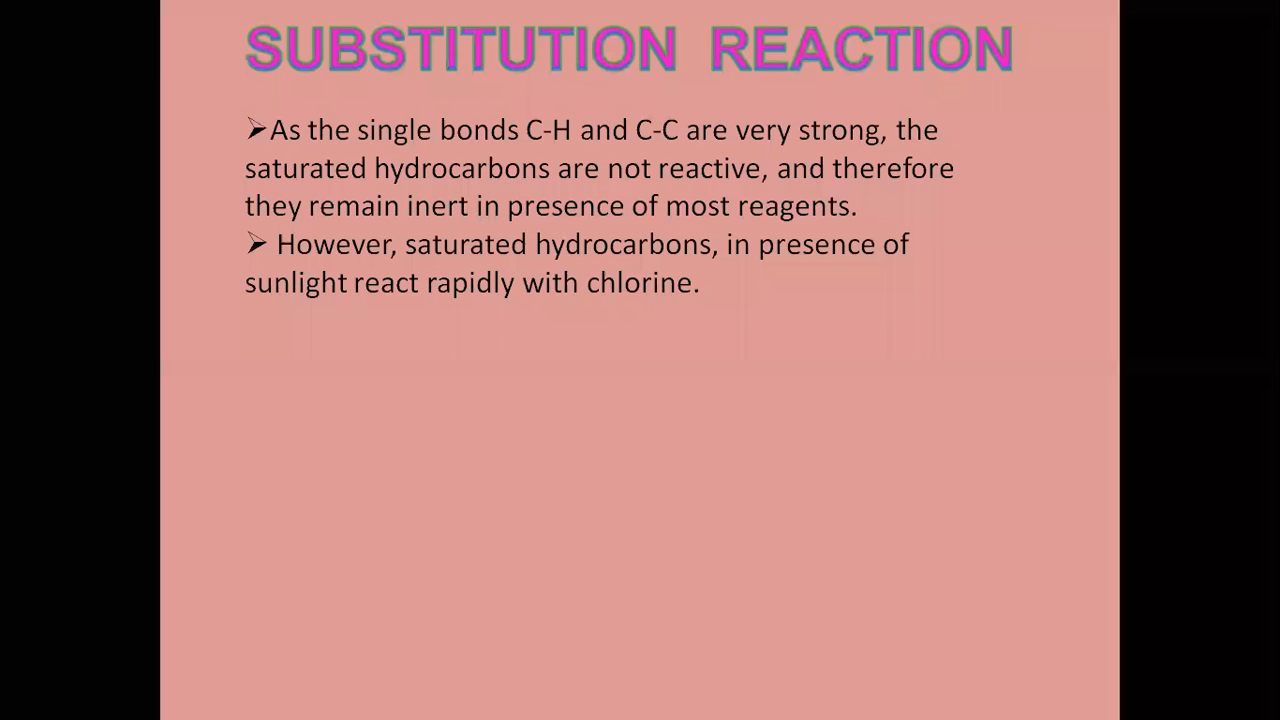 SUBSTITUTION REACTION
➢As the single bonds C-H and C-C are very strong, the
saturated hydrocarbons are not reactive, and therefore
they remain inert in presence of most reagents.
➢ However, saturated hydrocarbons, in presence of
sunlight react rapidly with chlorine.